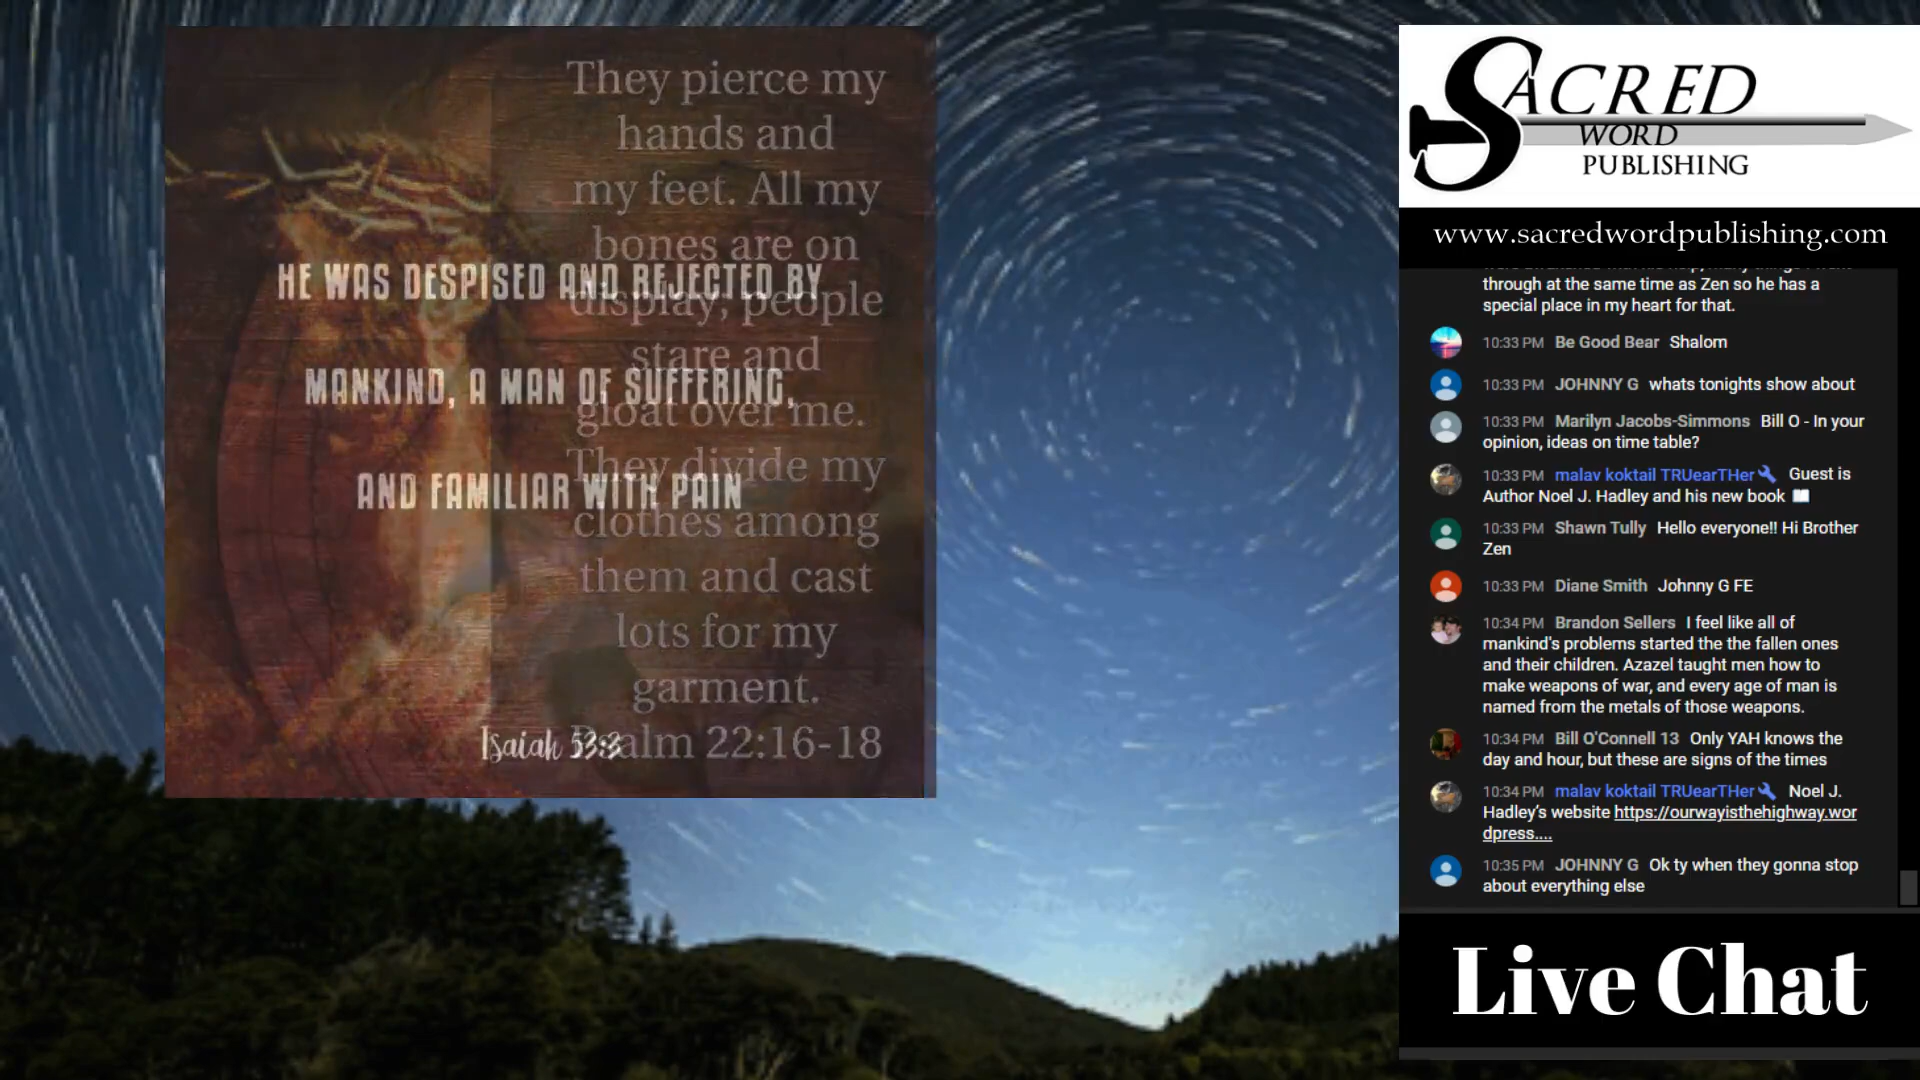 They pierce my
hands and
my feet. All my
bones are on
display; people
stare and
gloat over me.
They divide my
clothes among
them and cast
lots for my
garment.
Psalm 22:16-18
HE WAS DESPISED AND REJECTED BY
MANKIND, A MAN OF SUFFERING,
AND FAMILIAR WITH PAIN
Isaiah 53:3
SACRED
WORD
PUBLISHING
www.sacredwordpublishing.com
through at the same time as Zen so he has a
special place in my heart for that.
10:33 PM Be Good Bear Shalom
10:33 PM JOHNNY G whats tonights show about
10:33 PM Marilyn Jacobs-Simmons Bill O - In your
opinion, ideas on time table?
10:33 PM malav koktail TRUearTHer Guest is
Author Noel J. Hadley and his new book
10:33 PM Shawn Tully Hello everyone!! Hi Brother
Zen
10:33 PM Diane Smith Johnny G FE
10:34 PM Brandon Sellers I feel like all of
mankind's problems started the the fallen ones
and their children. Azazel taught men how to
make weapons of war, and every age of man is
named from the metals of those weapons.
10:34 PM Bill O'Connell 13 Only YAH knows the
day and hour, but these are signs of the times
10:34 PM malav koktail TRUearTHer Noel J.
Hadley's website https://ourwayisthehighway.wor
dpress....
10:35 PM JOHNNY G Ok ty when they gonna stop
about everything else
Live Chat